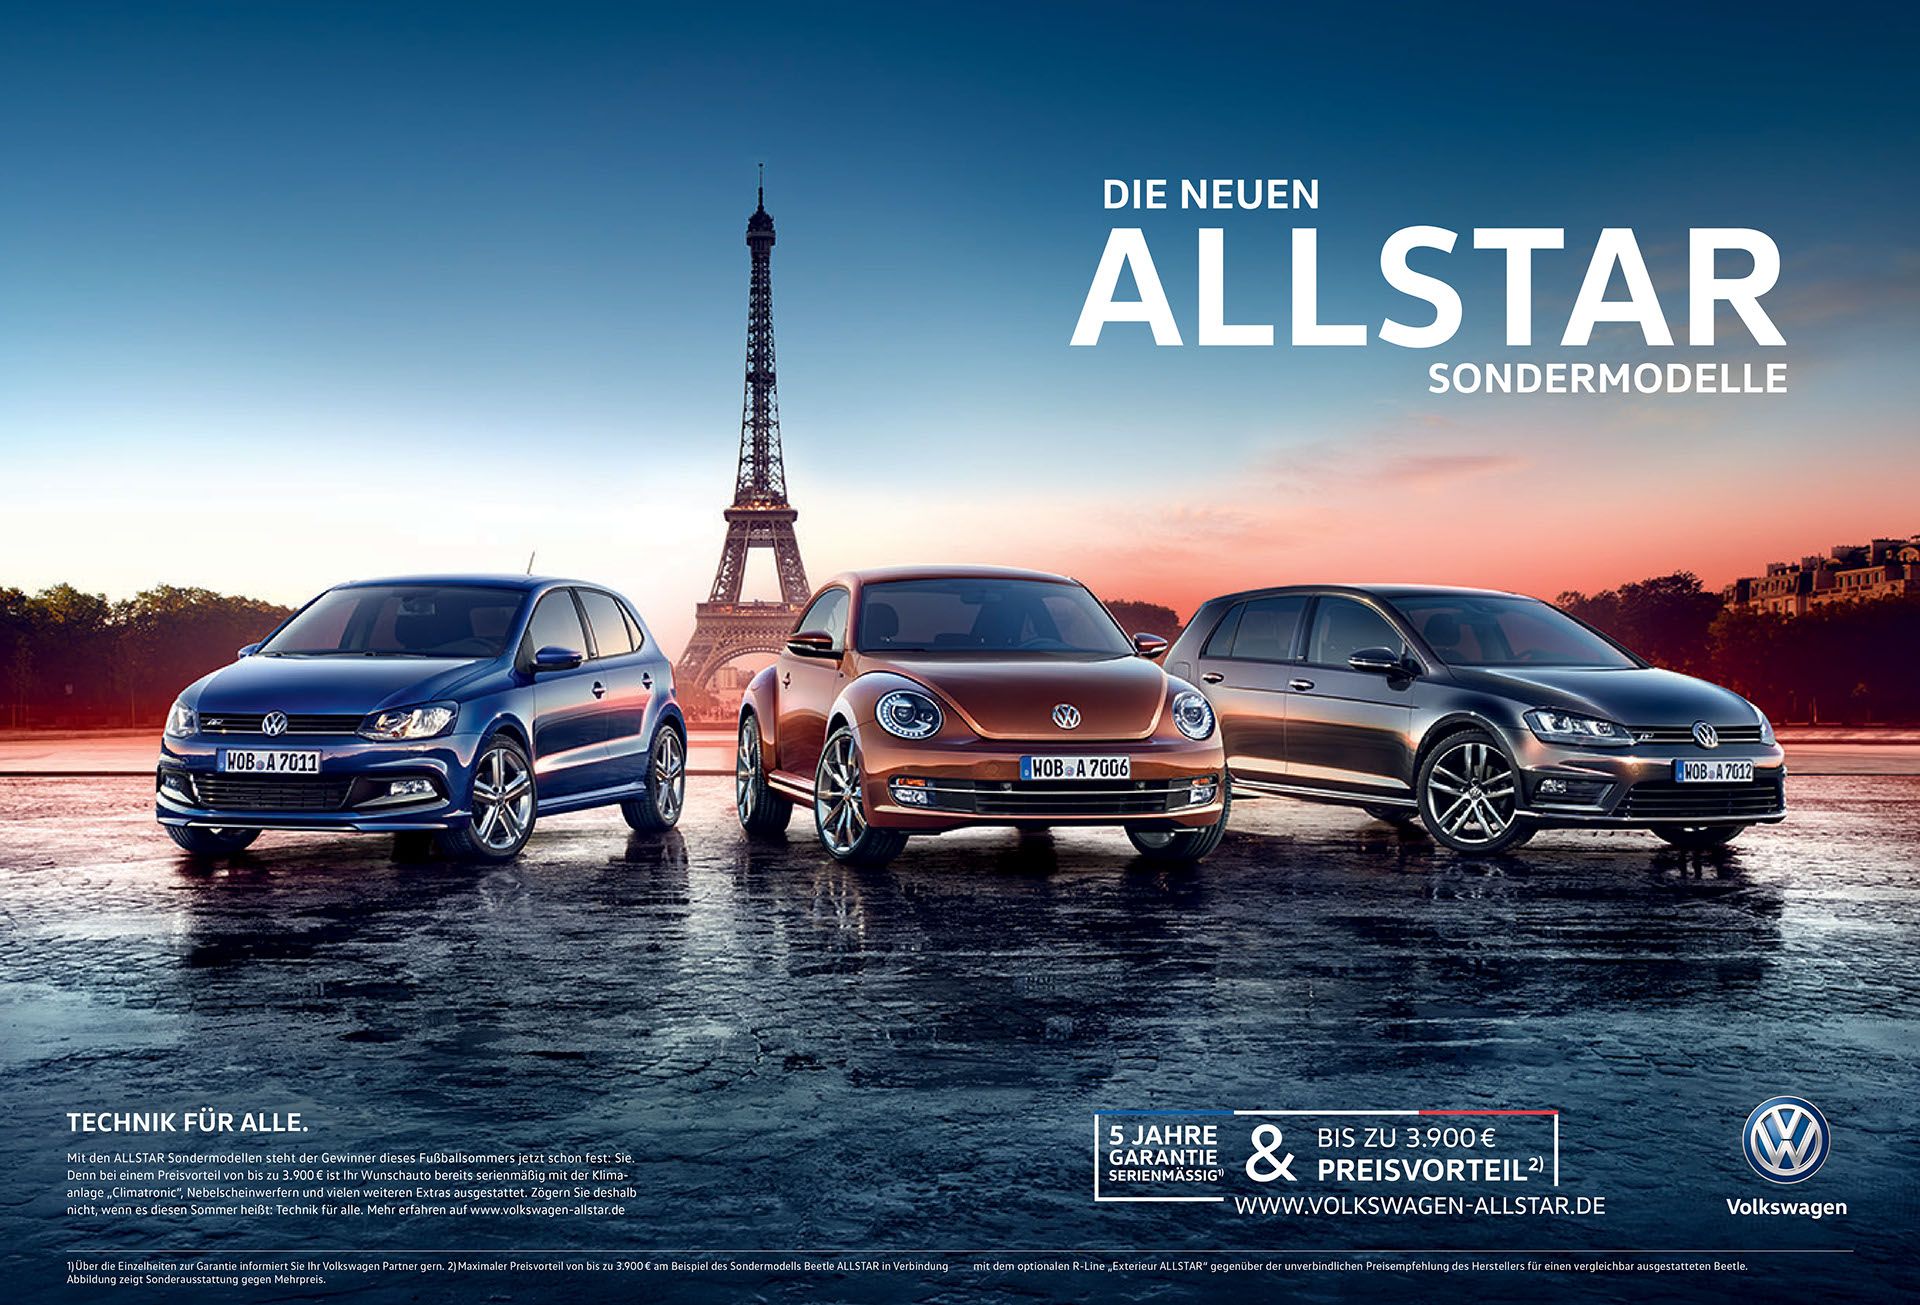 DIE NEUEN
ALLSTAR
SONDERMODELLE
WOB A 7011
WOB A 7006
WOB A 7012
TECHNIK FÜR ALLE.
Mit den ALLSTAR Sondermodellen steht der Gewinner dieses Fußballsommers jetzt schon fest: Sie.
Denn bei einem Preisvorteil von bis zu 3.900 € ist Ihr Wunschauto bereits serienmäßig mit der Klima-
anlage „Climatronic“, Nebelscheinwerfern und vielen weiteren Extras ausgestattet. Zögern Sie deshalb
nicht, wenn es diesen Sommer heißt: Technik für alle. Mehr erfahren auf www.volkswagen-allstar.de
5 JAHRE
GARANTIE
SERIENMÄSSIG1)
&
BIS ZU 3.900 €
PREISVORTEIL2)
WWW.VOLKSWAGEN-ALLSTAR.DE
Volkswagen
1) Über die Einzelheiten zur Garantie informiert Sie Ihr Volkswagen Partner gern. 2) Maximaler Preisvorteil von bis zu 3.900 € am Beispiel des Sondermodells Beetle ALLSTAR in Verbindung mit dem optionalen R-Line „Exterieur ALLSTAR“ gegenüber der unverbindlichen Preisempfehlung des Herstellers für einen vergleichbar ausgestatteten Beetle.
Abbildung zeigt Sonderausstattung gegen Mehrpreis.